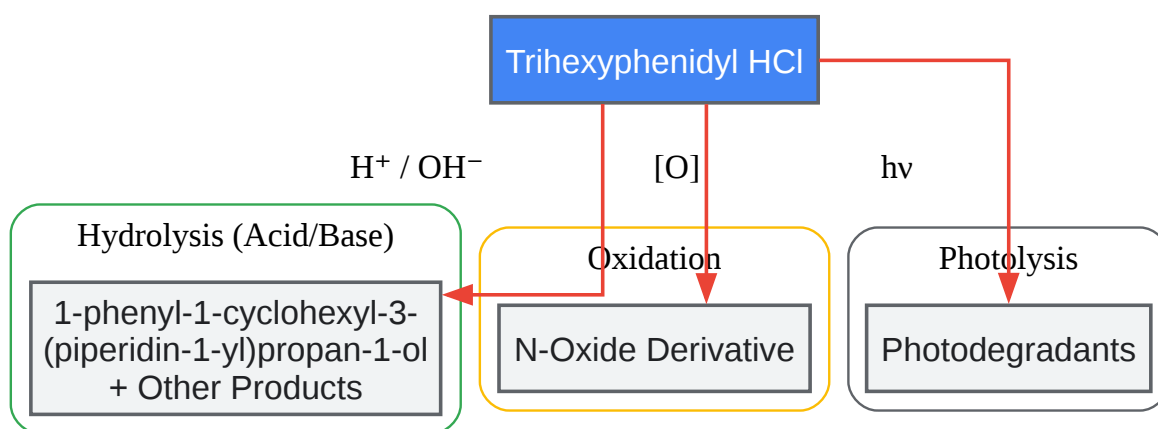 Trihexyphenidyl HCl
H⁺ / OH⁻
[O]
hν
Hydrolysis (Acid/Base)
1-phenyl-1-cyclohexyl-3-
(piperidin-1-yl)propan-1-ol
+ Other Products
Oxidation
N-Oxide Derivative
Photolysis
Photodegradants